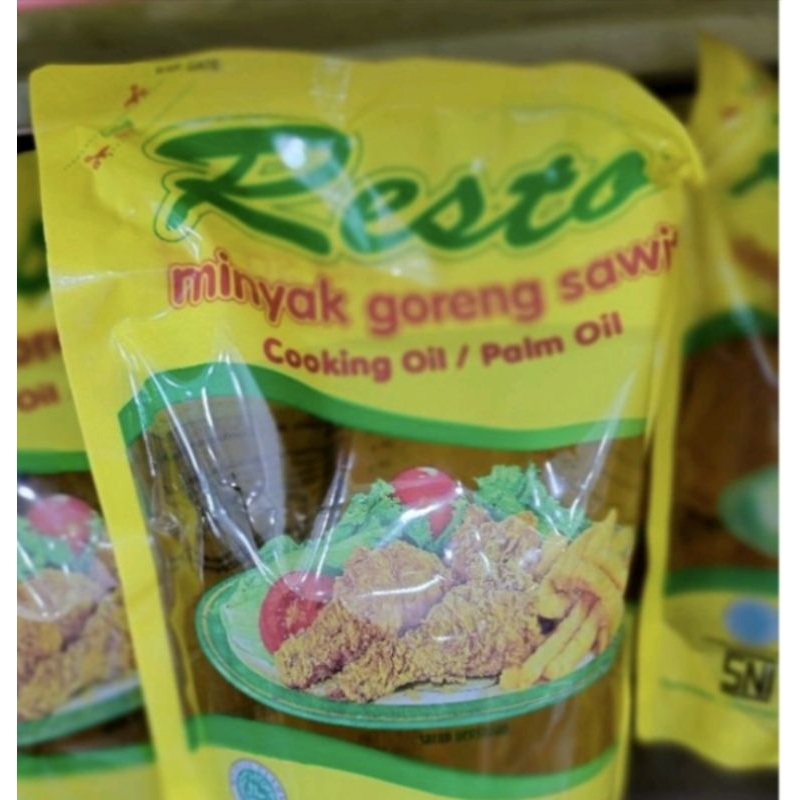 Resto
minyak goreng sawit
Cooking Oil / Palm Oil
SNI